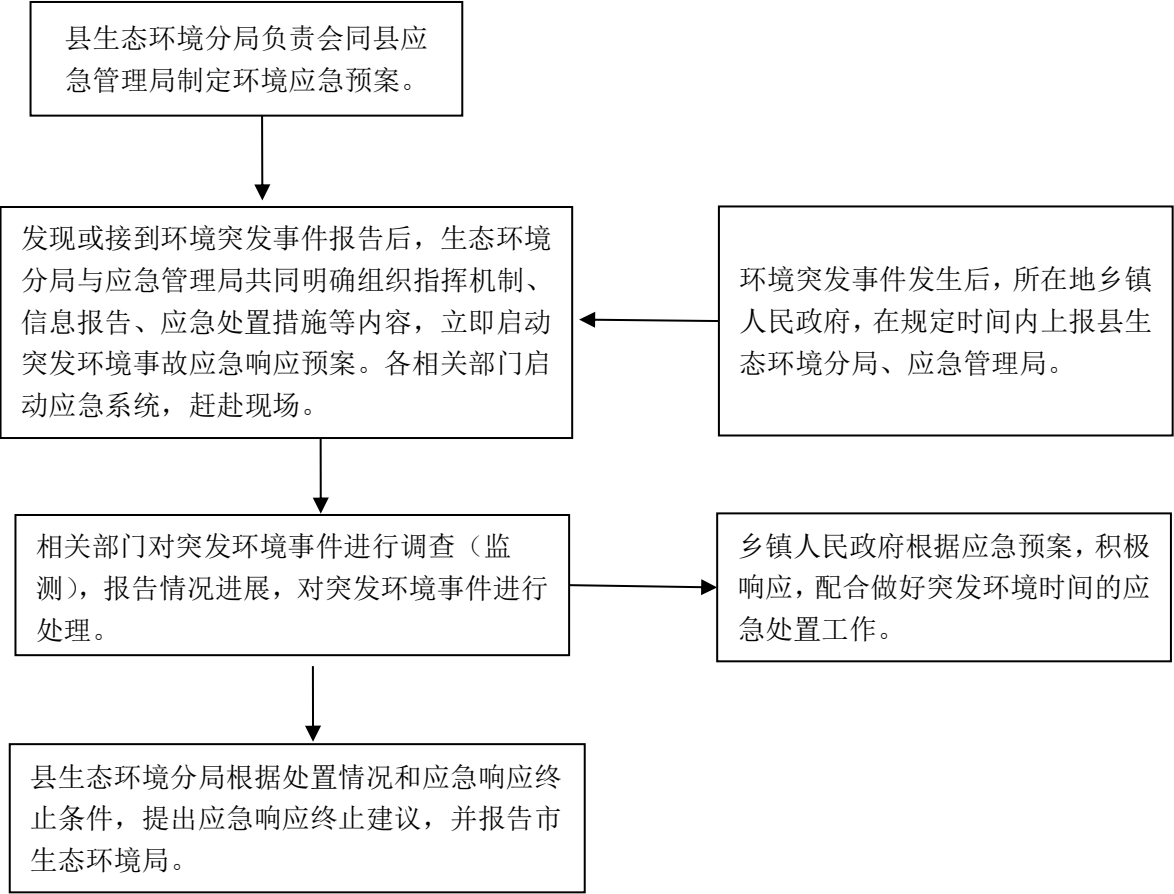 县生态环境分局负责会同县应
急管理局制定环境应急预案。
发现或接到环境突发事件报告后，生态环境
分局与应急管理局共同明确组织指挥机制、
信息报告、应急处置措施等内容，立即启动
突发环境事故应急响应预案。各相关部门启
动应急系统，赶赴现场。
环境突发事件发生后，所在地乡镇
人民政府，在规定时间内上报县生
态环境分局、应急管理局。
相关部门对突发环境事件进行调查（监
测），报告情况进展，对突发环境事件进行
处理。
乡镇人民政府根据应急预案，积极
响应，配合做好突发环境时间的应
急处置工作。
县生态环境分局根据处置情况和应急响应终
止条件，提出应急响应终止建议，并报告市
生态环境局。